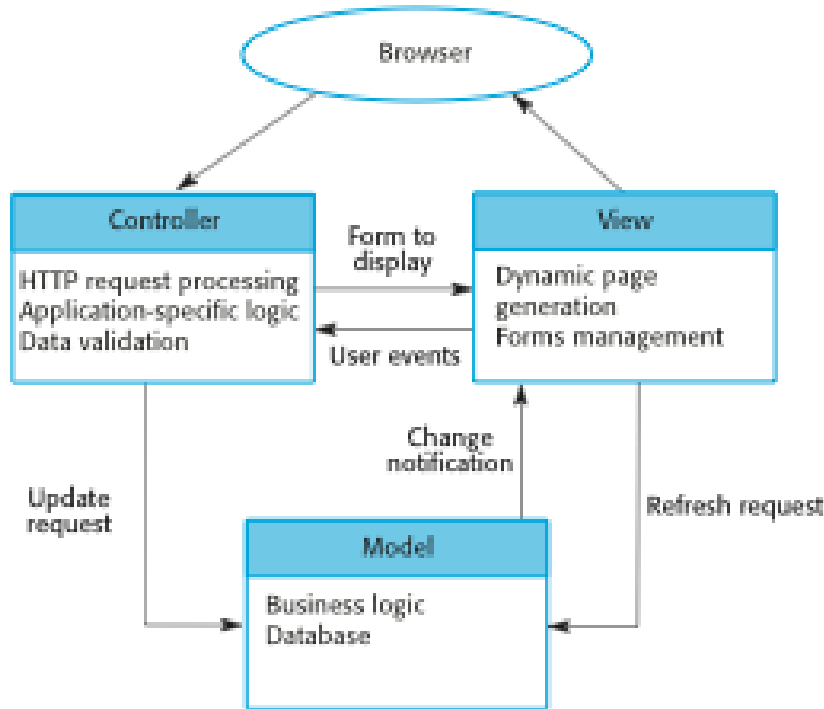 Browser
Controller
HTTP request processing
Application-specific logic
Data validation
Form to
display
User events
View
Dynamic page
generation
Forms management
Update
request
Change
notification
Refresh request
Model
Business logic
Database